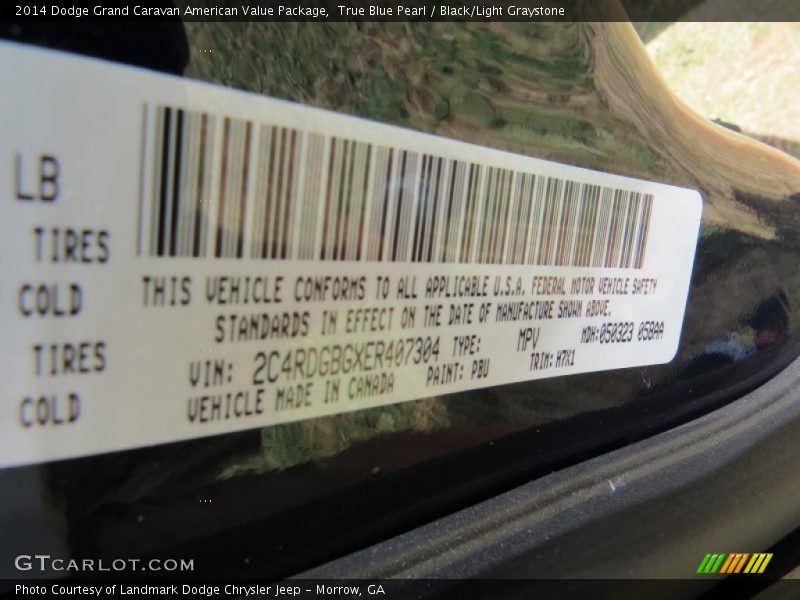 2014 Dodge Grand Caravan American Value Package, True Blue Pearl / Black/Light Graystone
LB
TIRES
COLD
TIRES
COLD
THIS VEHICLE CONFORMS TO ALL APPLICABLE U.S.A. FEDERAL MOTOR VEHICLE SAFETY
STANDARDS IN EFFECT ON THE DATE OF MANUFACTURE SHOWN ABOVE.
VIN: 2C4RDGBGXER407304 TYPE: MPV MDH:050323 058AA
VEHICLE MADE IN CANADA PAINT: PBU TRIM: H7X1
GTCARLOT.COM
Photo Courtesy of Landmark Dodge Chrysler Jeep - Morrow, GA